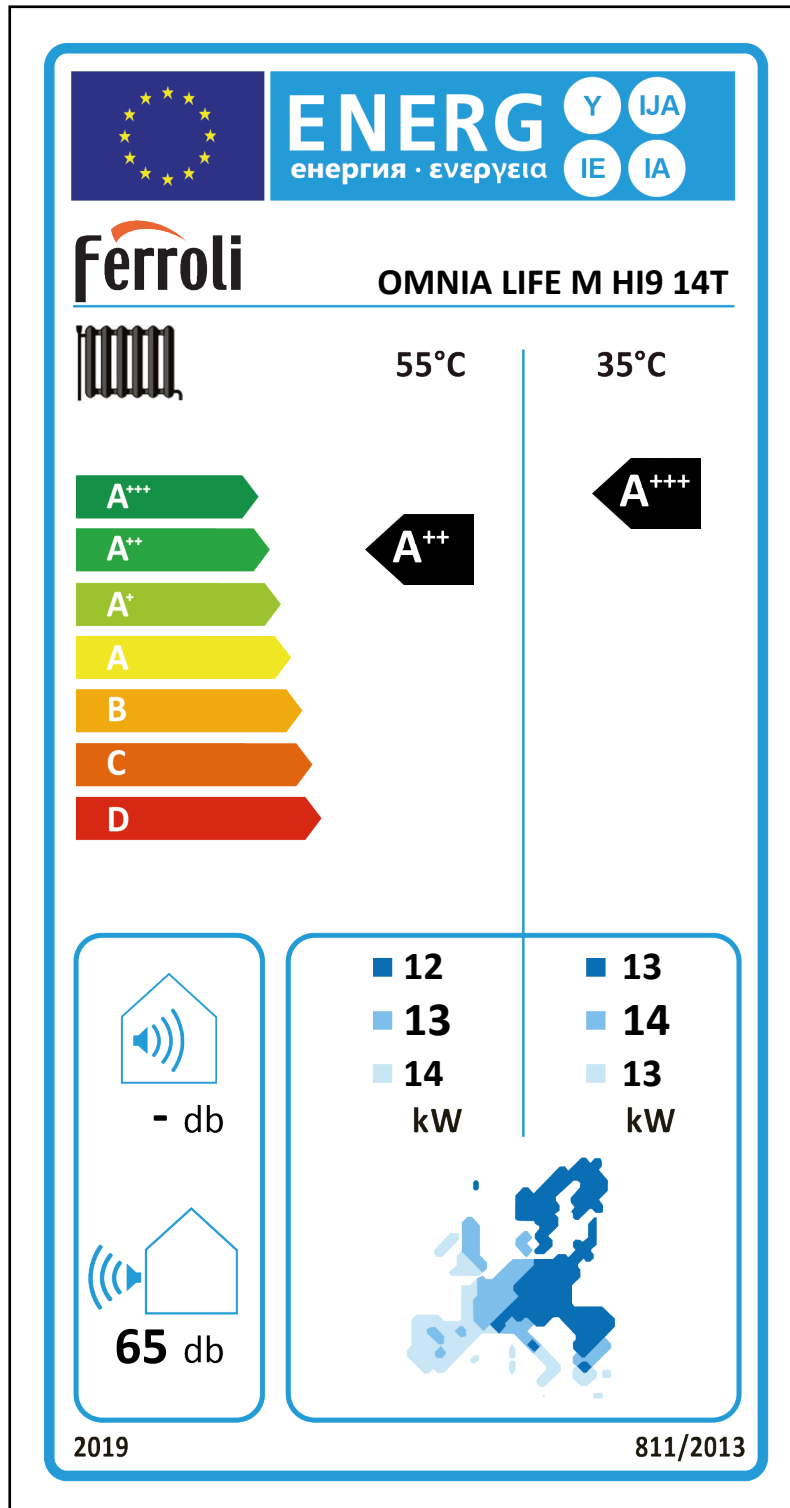 ENERG Y IJA
енергия · ενεργεια IE IA
Ferroli
OMNIA LIFE M HI9 14T
55°C 35°C
A+++
A+++
A++
A++
A+
A
B
C
D
12 13
13 14
14 13
kW kW
- db
65 db
2019 811/2013